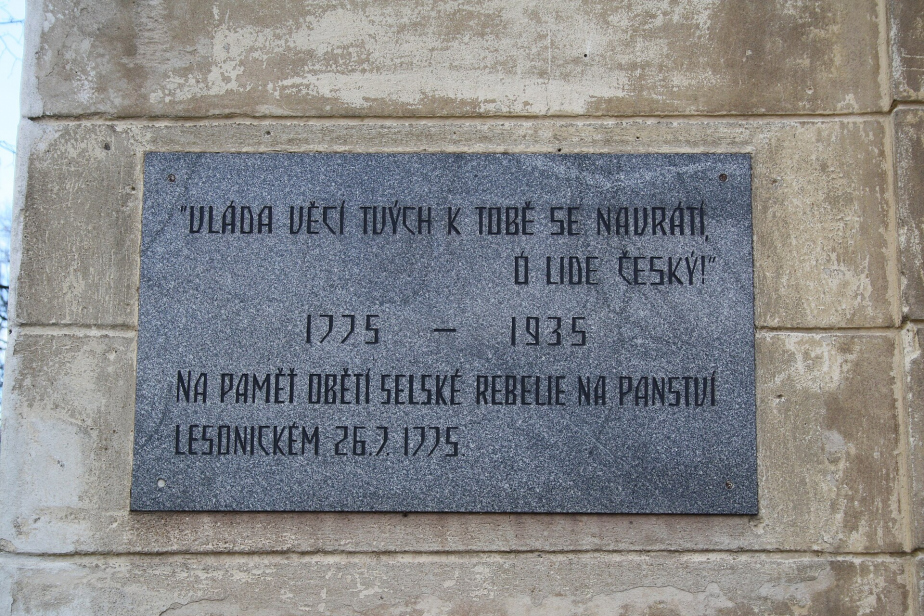 "VLÁDA VĚCÍ TVÝCH K TOBĚ SE NAVRÁTÍ,
Ó LIDE ČESKÝ!"
1775 – 1935
NA PAMĚŤ OBĚTÍ SELSKÉ REBELIE NA PANSTVÍ
LESONICKÉM 26.7. 1775.